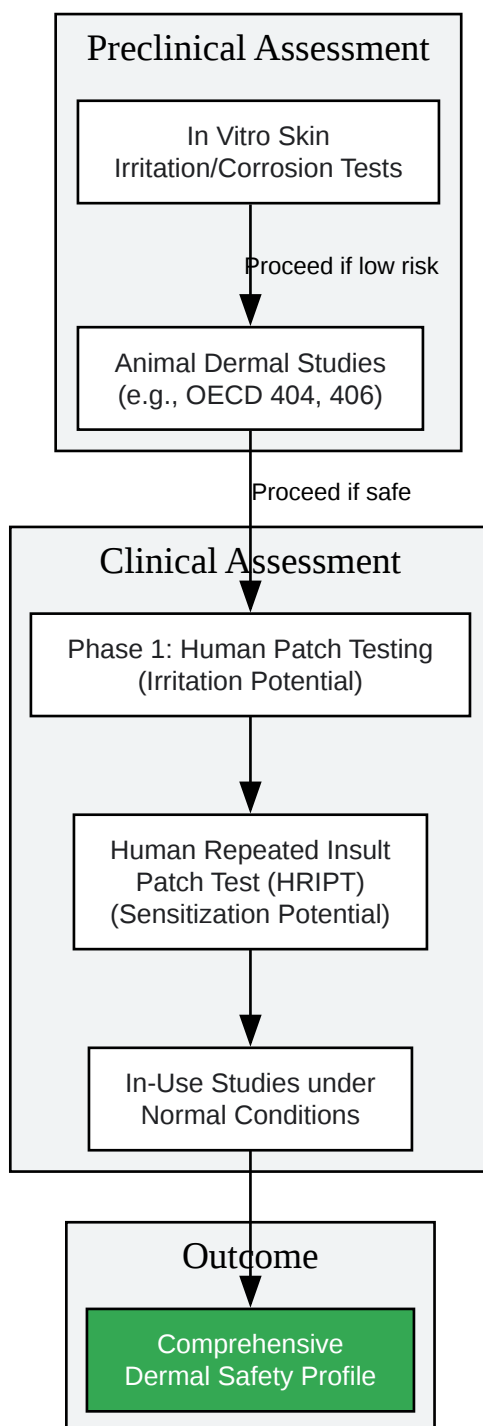 Preclinical Assessment
In Vitro Skin
Irritation/Corrosion Tests
Proceed if low risk
Animal Dermal Studies
(e.g., OECD 404, 406)
Proceed if safe
Clinical Assessment
Phase 1: Human Patch Testing
(Irritation Potential)
Human Repeated Insult
Patch Test (HRIPT)
(Sensitization Potential)
In-Use Studies under
Normal Conditions
Outcome
Comprehensive
Dermal Safety Profile